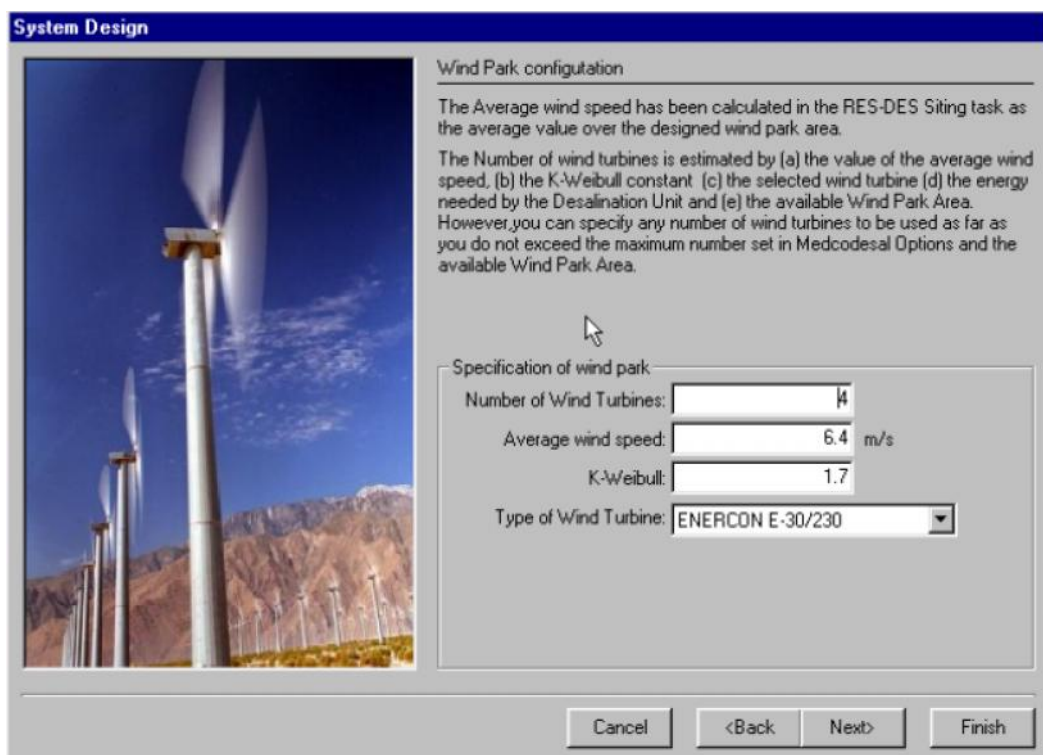 System Design
Wind Park configutation
The Average wind speed has been calculated in the RES-DES Siting task as
the average value over the designed wind park area.
The Number of wind turbines is estimated by (a) the value of the average wind
speed, (b) the K-Weibull constant (c) the selected wind turbine (d) the energy
needed by the Desalination Unit and (e) the available Wind Park Area.
However,you can specify any number of wind turbines to be used as far as
you do not exceed the maximum number set in Medcodesal Options and the
available Wind Park Area.
Specification of wind park
Number of Wind Turbines: 4
Average wind speed: 6.4 m/s
K-Weibull: 1.7
Type of Wind Turbine: ENERCON E-30/230
Cancel <Back Next> Finish